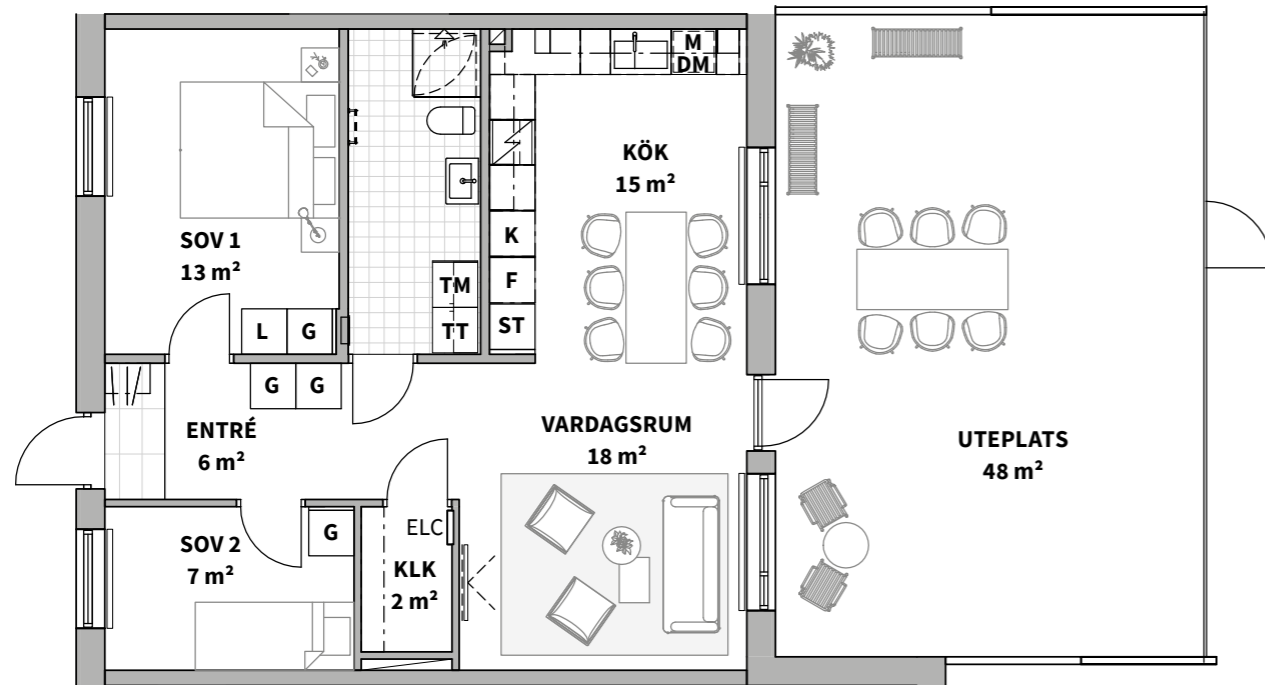 M
DM
KÖK
15 m²
SOV 1
13 m²
K
F
ST
TM
TT
L G
G G
ENTRÉ
6 m²
VARDAGSRUM
18 m²
UTEPLATS
48 m²
SOV 2
7 m²
G
ELC
KLK
2 m²